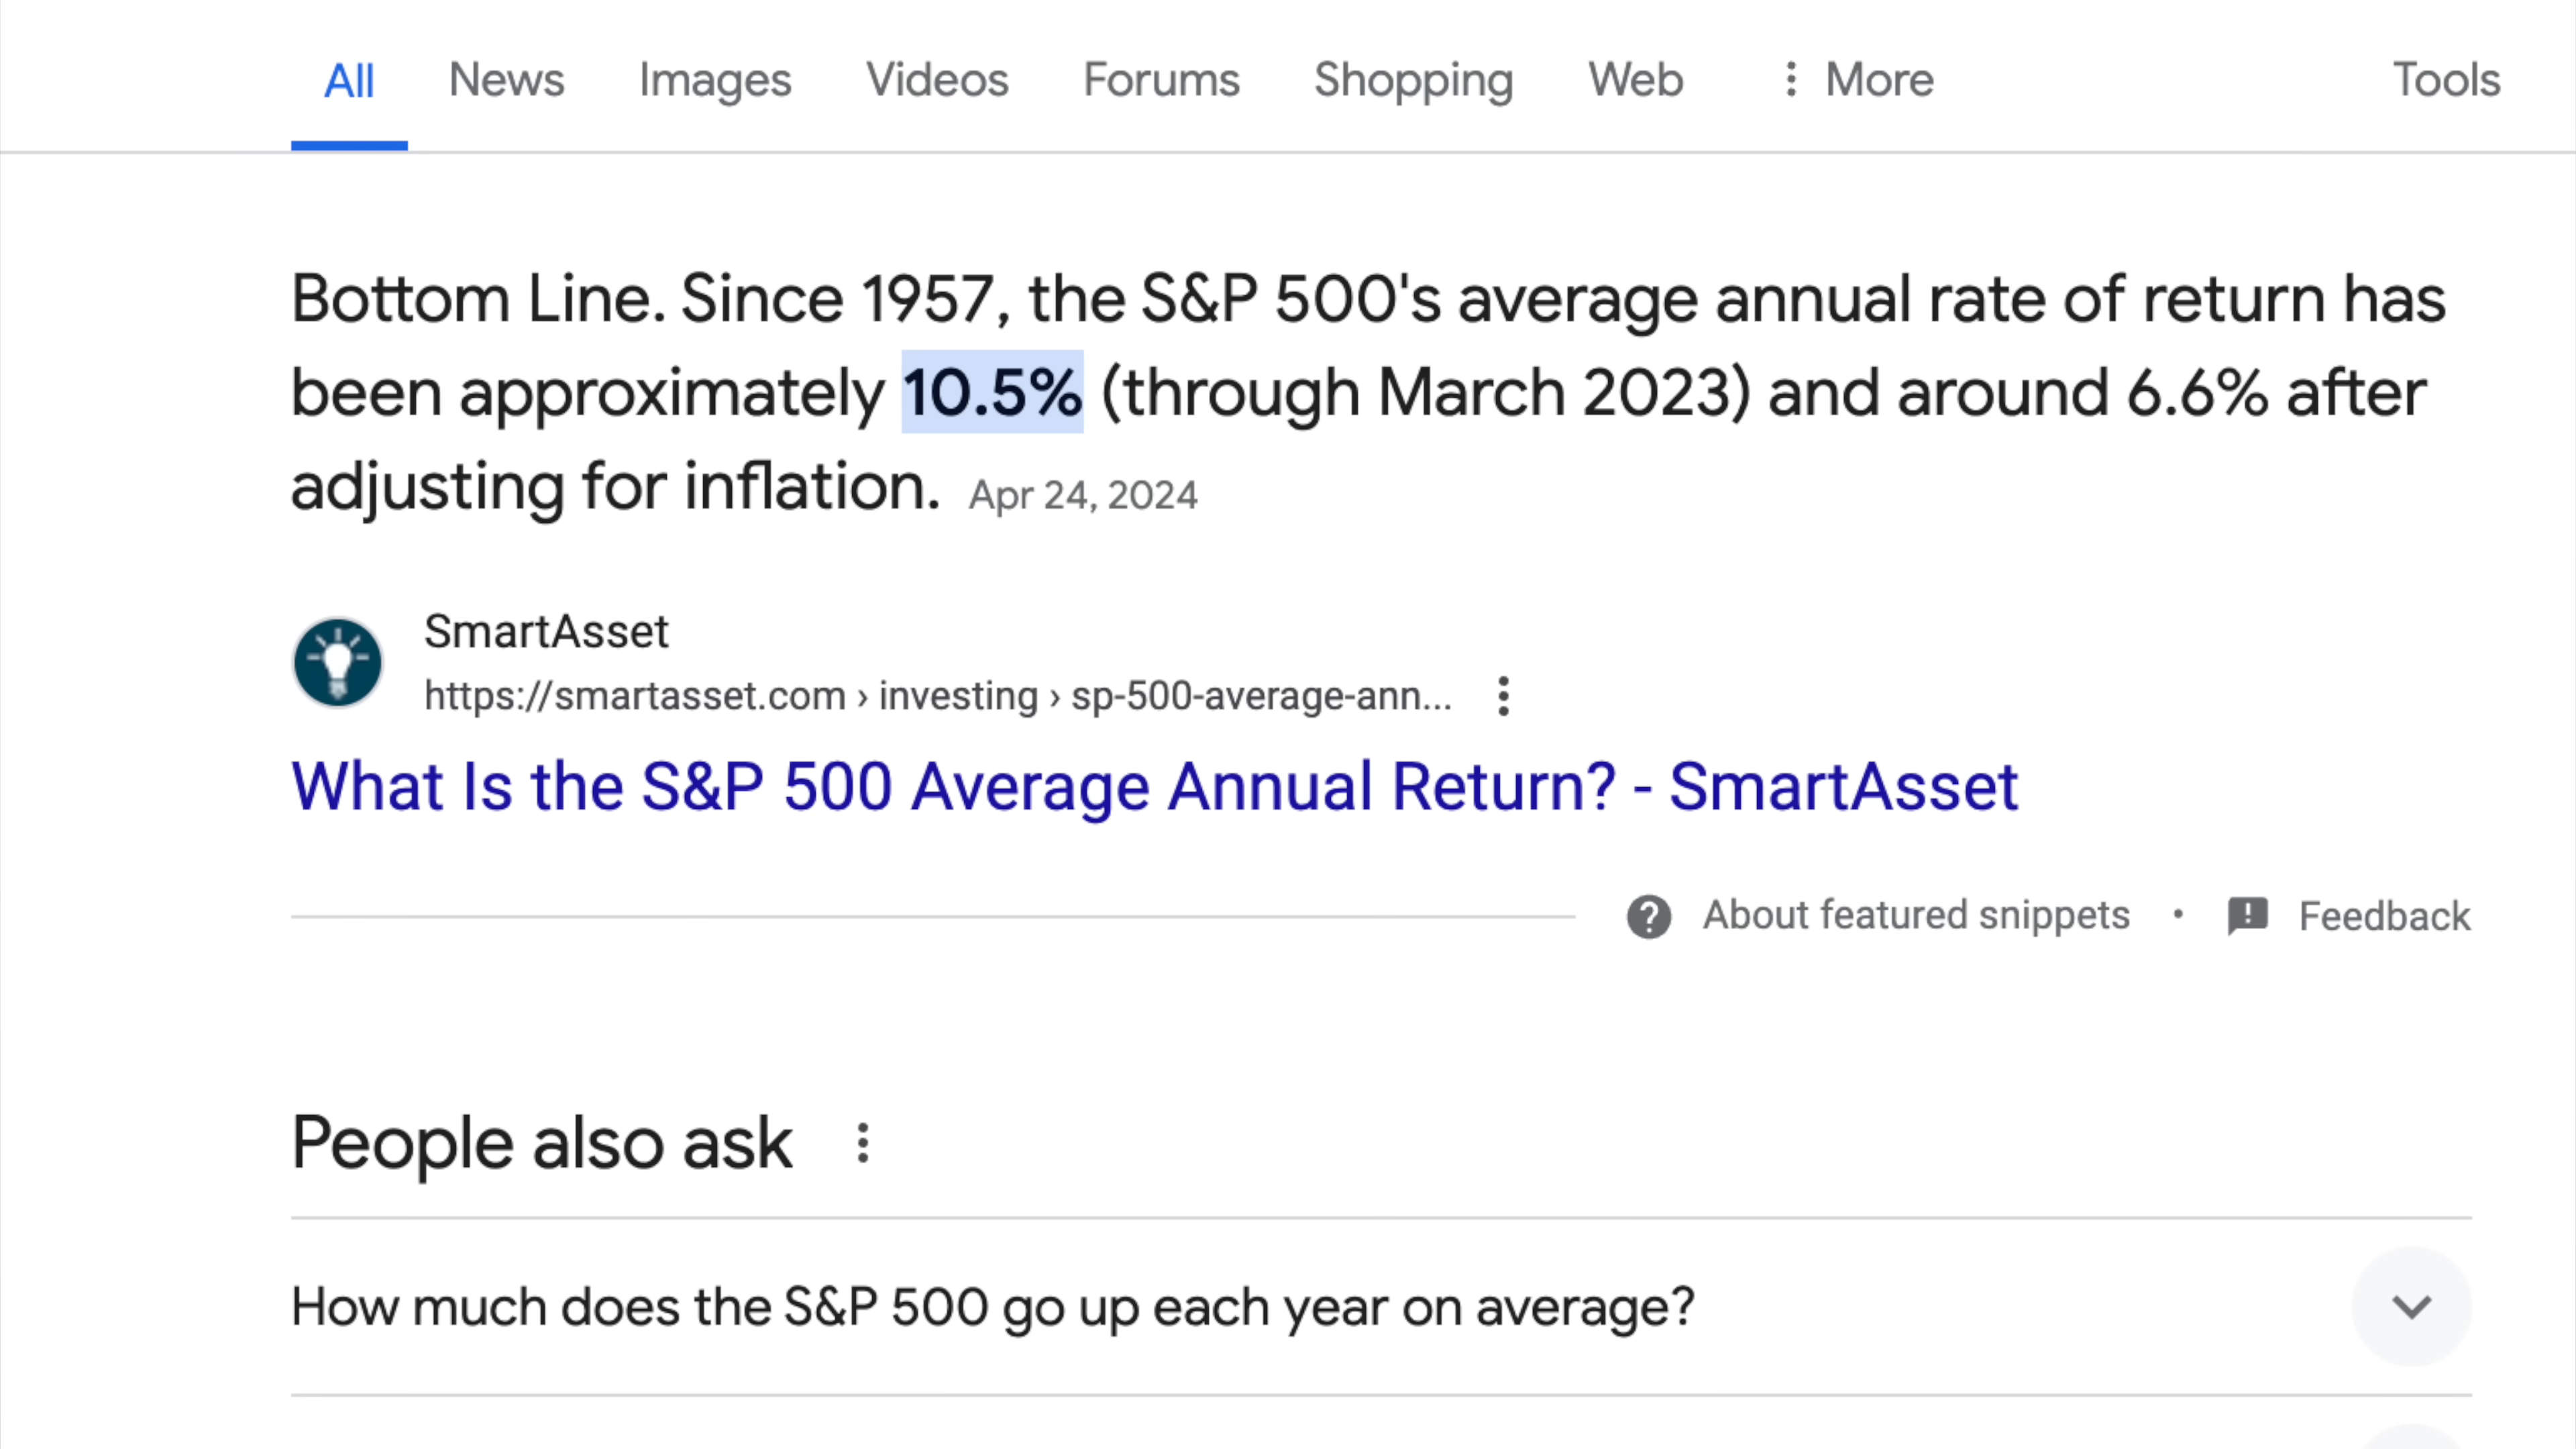 All News Images Videos Forums Shopping Web More Tools
Bottom Line. Since 1957, the S&P 500's average annual rate of return has
been approximately 10.5% (through March 2023) and around 6.6% after
adjusting for inflation. Apr 24, 2024
SmartAsset
https://smartasset.com › investing › sp-500-average-ann...
What Is the S&P 500 Average Annual Return? - SmartAsset
About featured snippets • Feedback
People also ask
How much does the S&P 500 go up each year on average?